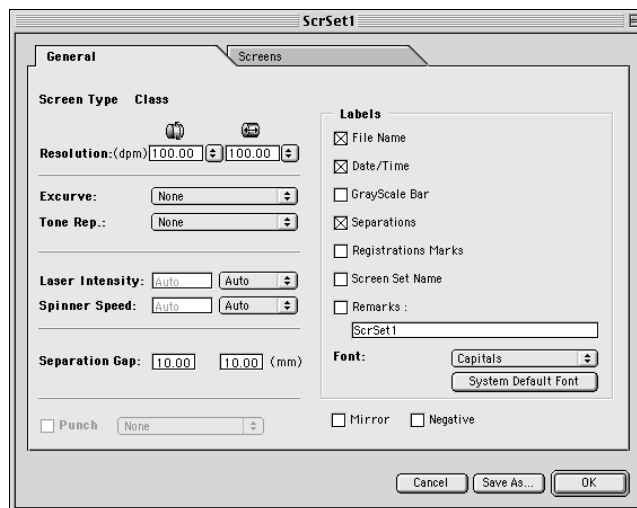 ScrSet1
General
Screens
Screen Type Class
Resolution:(dpm) 100.00 100.00
Excurve: None
Tone Rep.: None
Laser Intensity: Auto Auto
Spinner Speed: Auto Auto
Separation Gap: 10.00 10.00 (mm)
Punch None
Labels
File Name
Date/Time
GrayScale Bar
Separations
Registrations Marks
Screen Set Name
Remarks :
ScrSet1
Font: Capitals
System Default Font
Mirror Negative
Cancel Save As... OK